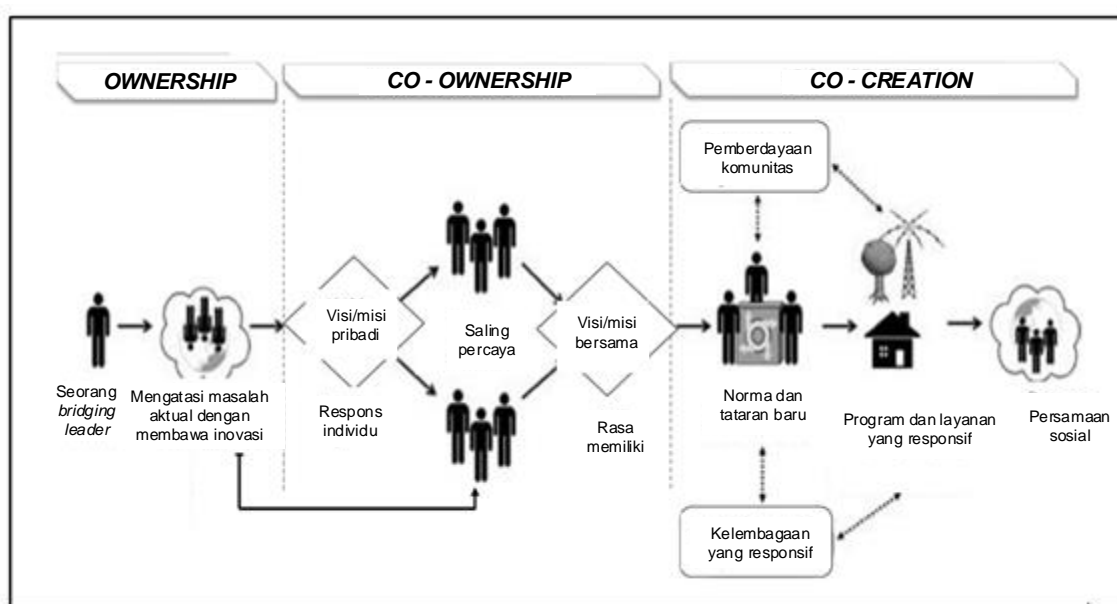 OWNERSHIP
CO - OWNERSHIP
CO - CREATION
Seorang
bridging
leader
Mengatasi masalah
aktual dengan
membawa inovasi
Visi/misi
pribadi
Respons
individu
Saling
percaya
Visi/misi
bersama
Rasa
memiliki
Pemberdayaan
komunitas
Norma dan
tataran baru
Kelembagaan
yang responsif
Program dan layanan
yang responsif
Persamaan
sosial